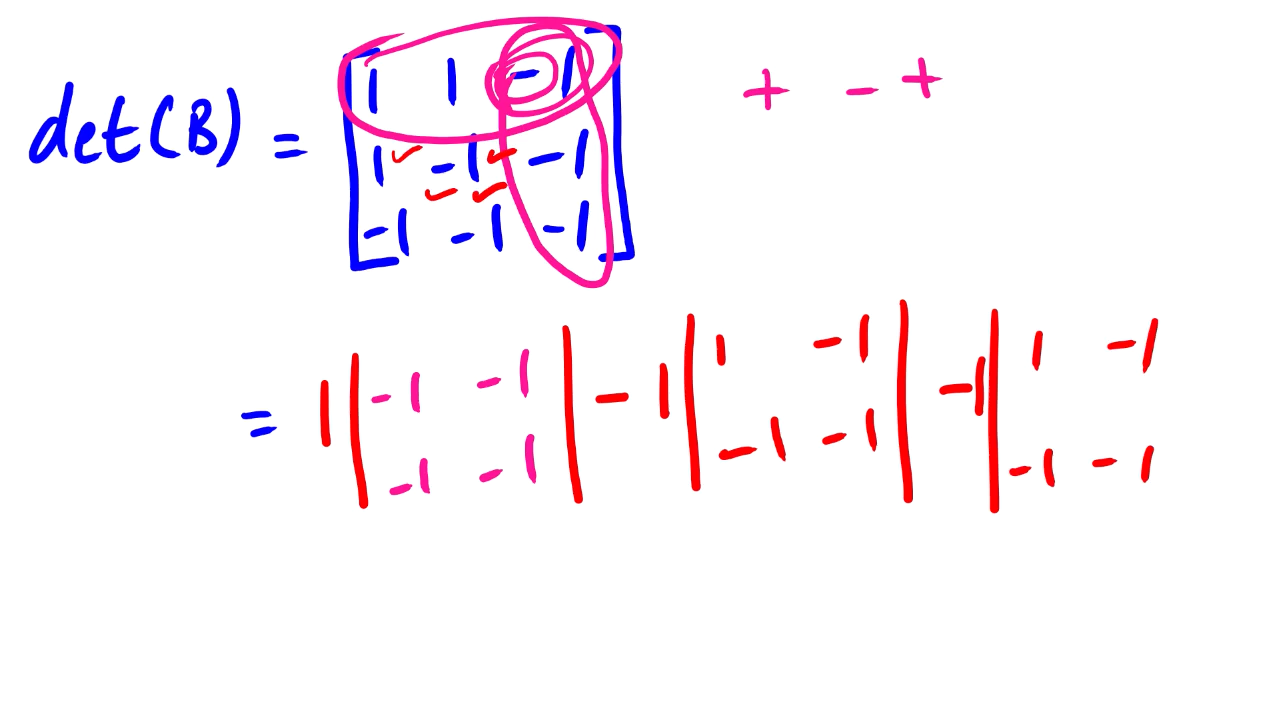 1 1 -1 + - +
det(B) = 1 ✓ -1 ✓ -1
✓ ✓
-1 -1 -1
= 1 | -1 -1 | - 1 | 1 -1 | -1 | 1 -1
-1 -1 -1 -1 -1 -1